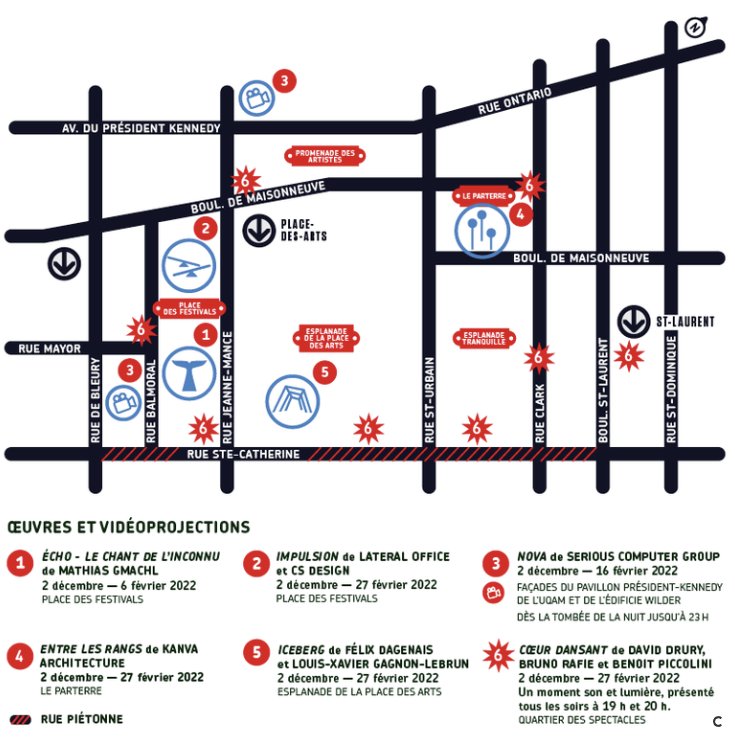 N
3
RUE ONTARIO
AV. DU PRÉSIDENT KENNEDY
PROMENADE DES
ARTISTES
6
BOUL. DE MAISONNEUVE
6
LE PARTERRE
4
2
PLACE-
DES-ARTS
BOUL. DE MAISONNEUVE
PLACE
DES FESTIVALS
6
1
ESPLANADE
DE LA PLACE
DES ARTS
ESPLANADE
TRANQUILLE
ST-LAURENT
RUE MAYOR
6
6
3
5
RUE DE BLEURY
RUE BALMORAL
RUE JEANNE-MANCE
RUE ST-URBAIN
RUE CLARK
BOUL. ST-LAURENT
RUE ST-DOMINIQUE
6
6
6
RUE STE-CATHERINE
ŒUVRES ET VIDÉOPROJECTIONS
1 ÉCHO - LE CHANT DE L'INCONNU
de MATHIAS GMACHL
2 décembre — 6 février 2022
PLACE DES FESTIVALS
2 IMPULSION de LATERAL OFFICE
et CS DESIGN
2 décembre — 27 février 2022
PLACE DES FESTIVALS
3 NOVA de SERIOUS COMPUTER GROUP
2 décembre — 16 février 2022
FAÇADES DU PAVILLON PRÉSIDENT-KENNEDY
DE L'UQAM ET DE L'ÉDIFICIE WILDER
DÈS LA TOMBÉE DE LA NUIT JUSQU'À 23 H
4 ENTRE LES RANGS de KANVA
ARCHITECTURE
2 décembre — 27 février 2022
LE PARTERRE
5 ICEBERG de FÉLIX DAGENAIS
et LOUIS-XAVIER GAGNON-LEBRUN
2 décembre — 27 février 2022
ESPLANADE DE LA PLACE DES ARTS
6 CŒUR DANSANT de DAVID DRURY,
BRUNO RAFIE et BENOIT PICCOLINI
2 décembre — 27 février 2022
Un moment son et lumière, présenté
tous les soirs à 19 h et 20 h.
QUARTIER DES SPECTACLES
RUE PIÉTONNE
C